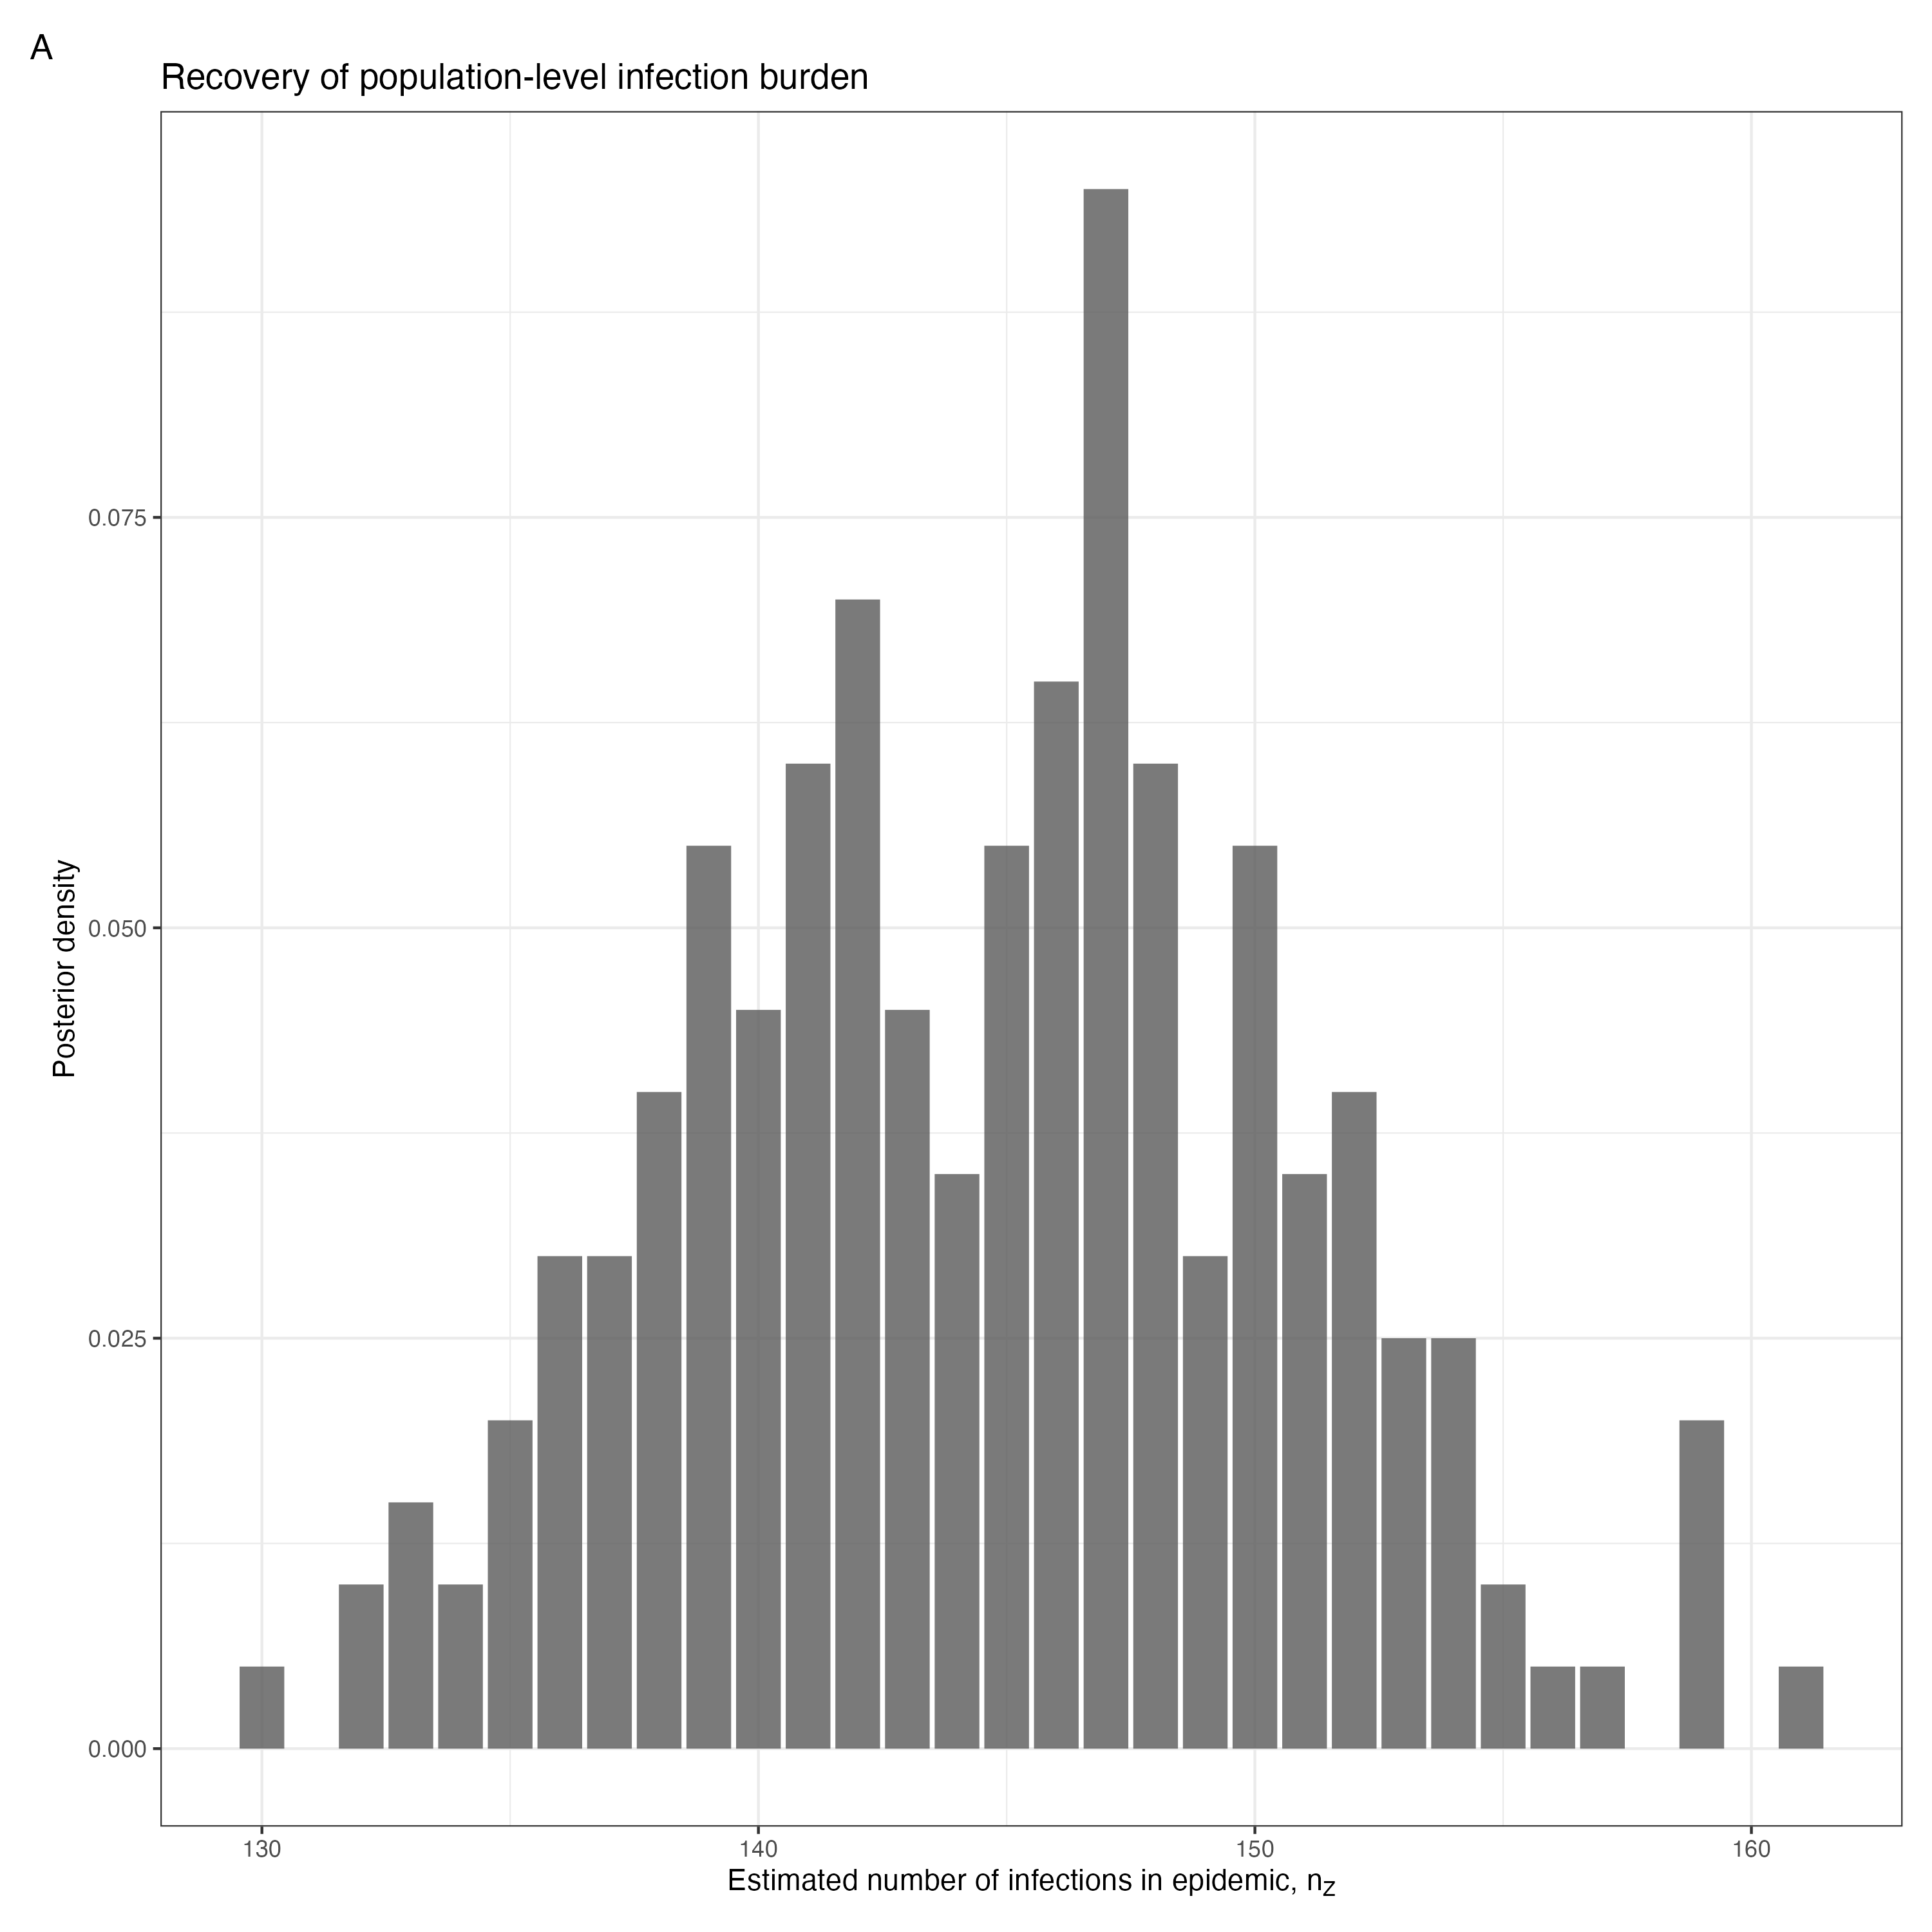 A
Recovery of population-level infection burden
Posterior density
0.075
0.050
0.025
0.000
130 140 150 160
Estimated number of infections in epidemic, nZ